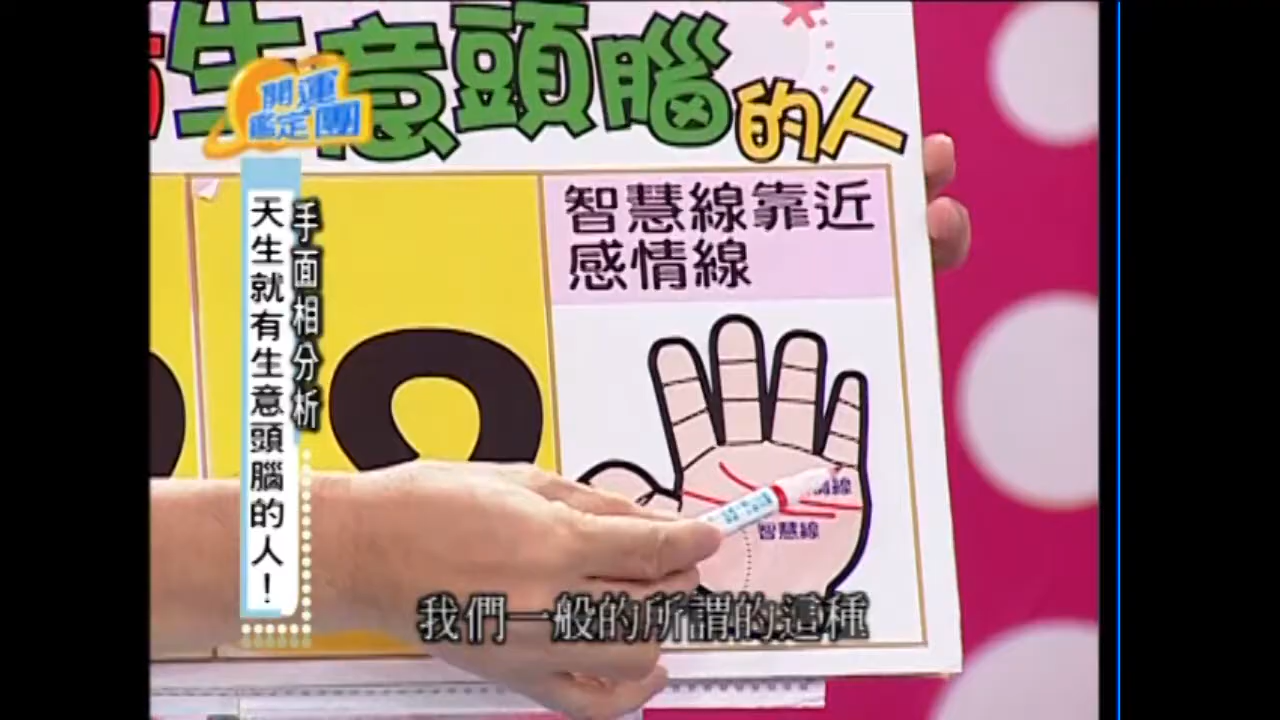 生意頭腦的人
開運
鑑定團
手面相分析
天生就有生意頭腦的人！
智慧線靠近
感情線
情線
智慧線
我們一般的所謂的這種